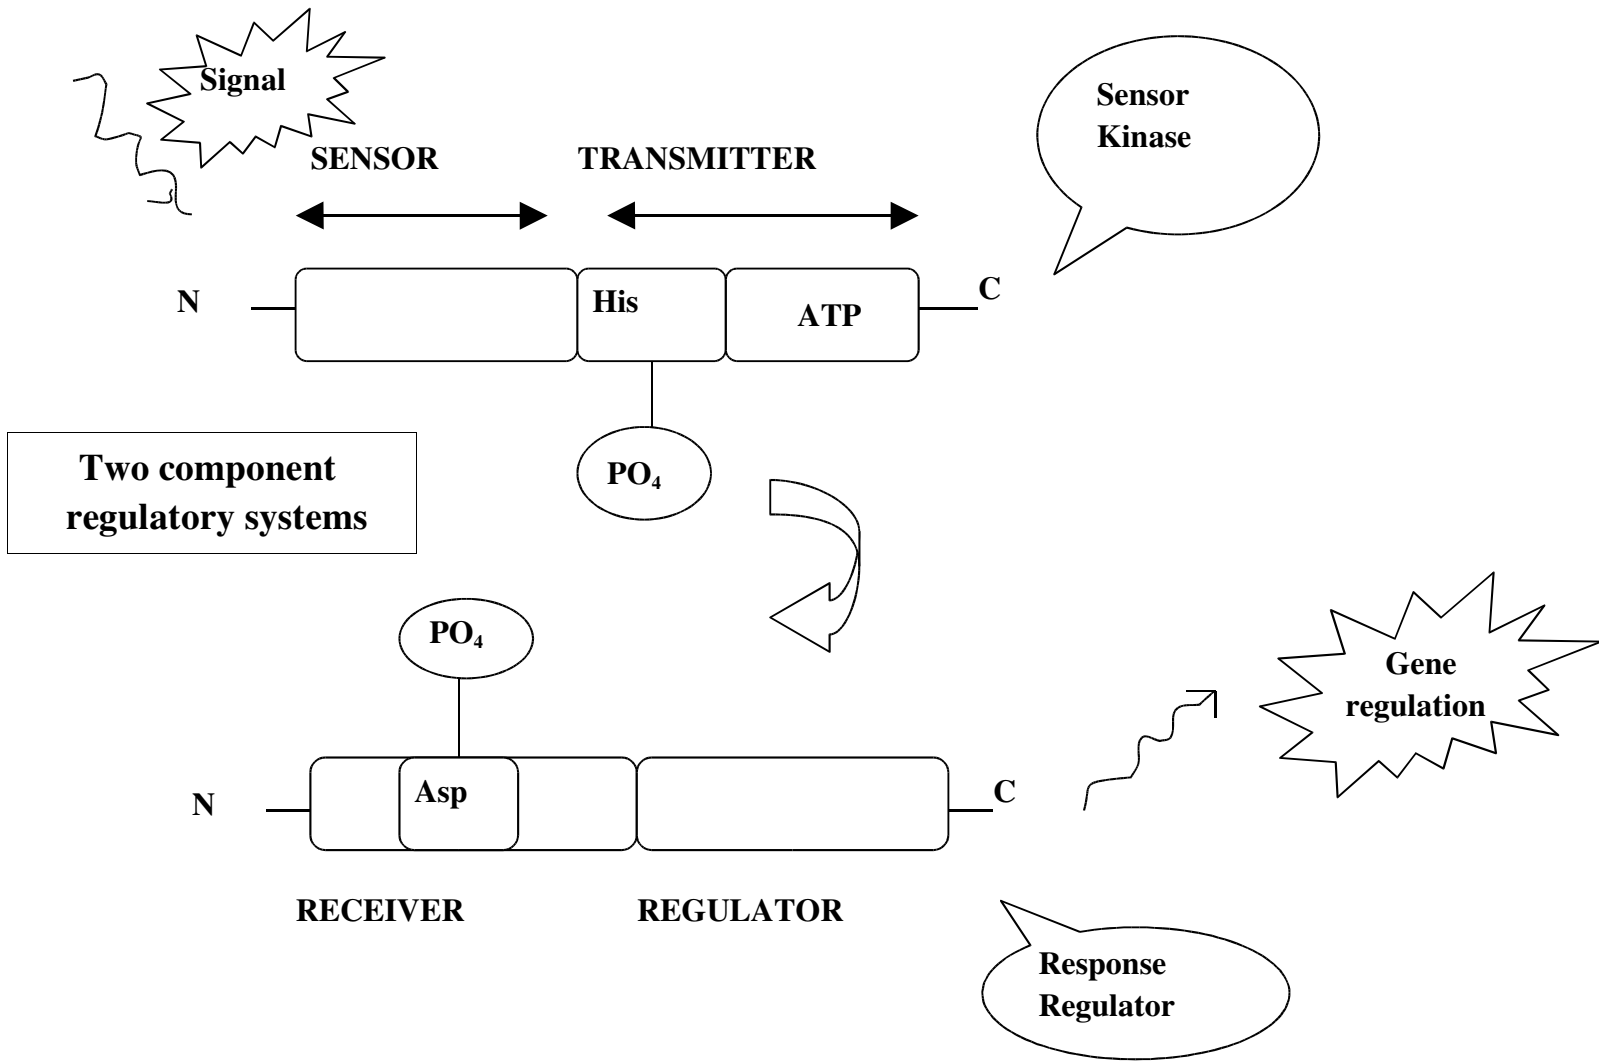 Signal
Sensor
Kinase
SENSOR
TRANSMITTER
N
His
ATP
C
Two component
regulatory systems
PO₄
PO₄
Gene
regulation
N
Asp
C
RECEIVER
REGULATOR
Response
Regulator